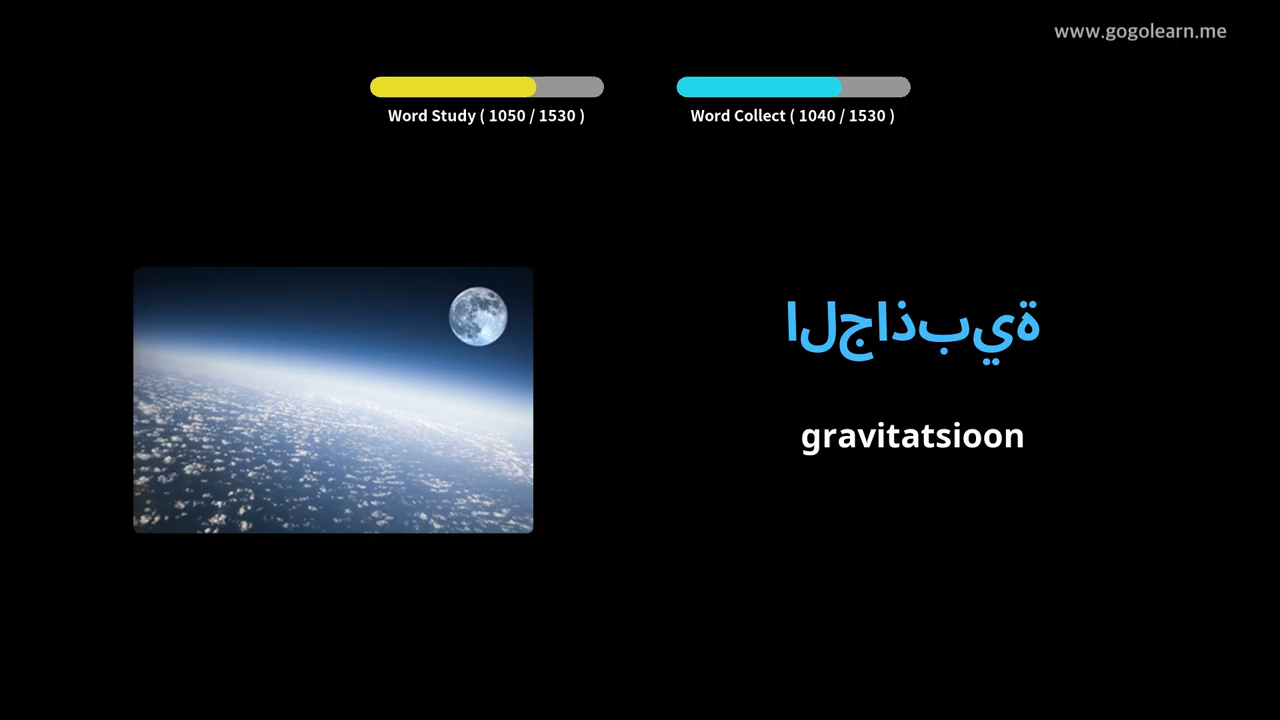 www.gogolearn.me
Word Study ( 1050 / 1530 )
Word Collect ( 1040 / 1530 )
الجاذبية
gravitatsioon